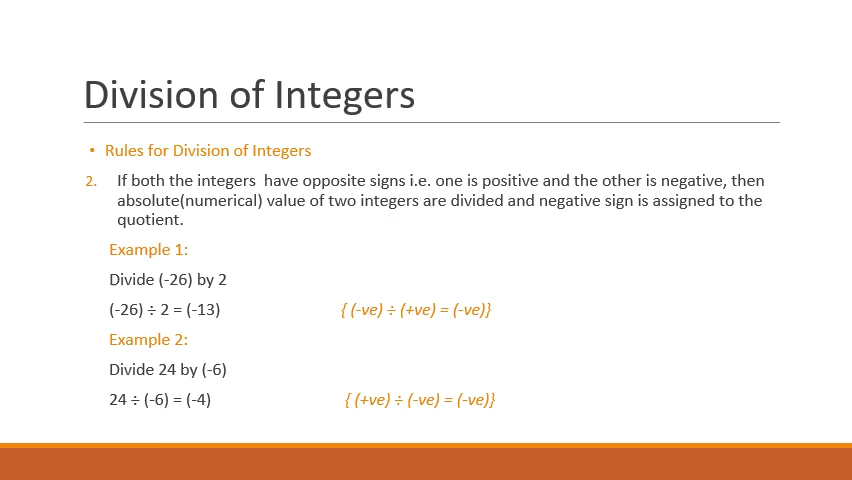 Division of Integers
• Rules for Division of Integers
2. If both the integers have opposite signs i.e. one is positive and the other is negative, then
absolute(numerical) value of two integers are divided and negative sign is assigned to the
quotient.
Example 1:
Divide (-26) by 2
(-26) ÷ 2 = (-13) { (-ve) ÷ (+ve) = (-ve)}
Example 2:
Divide 24 by (-6)
24 ÷ (-6) = (-4) { (+ve) ÷ (-ve) = (-ve)}